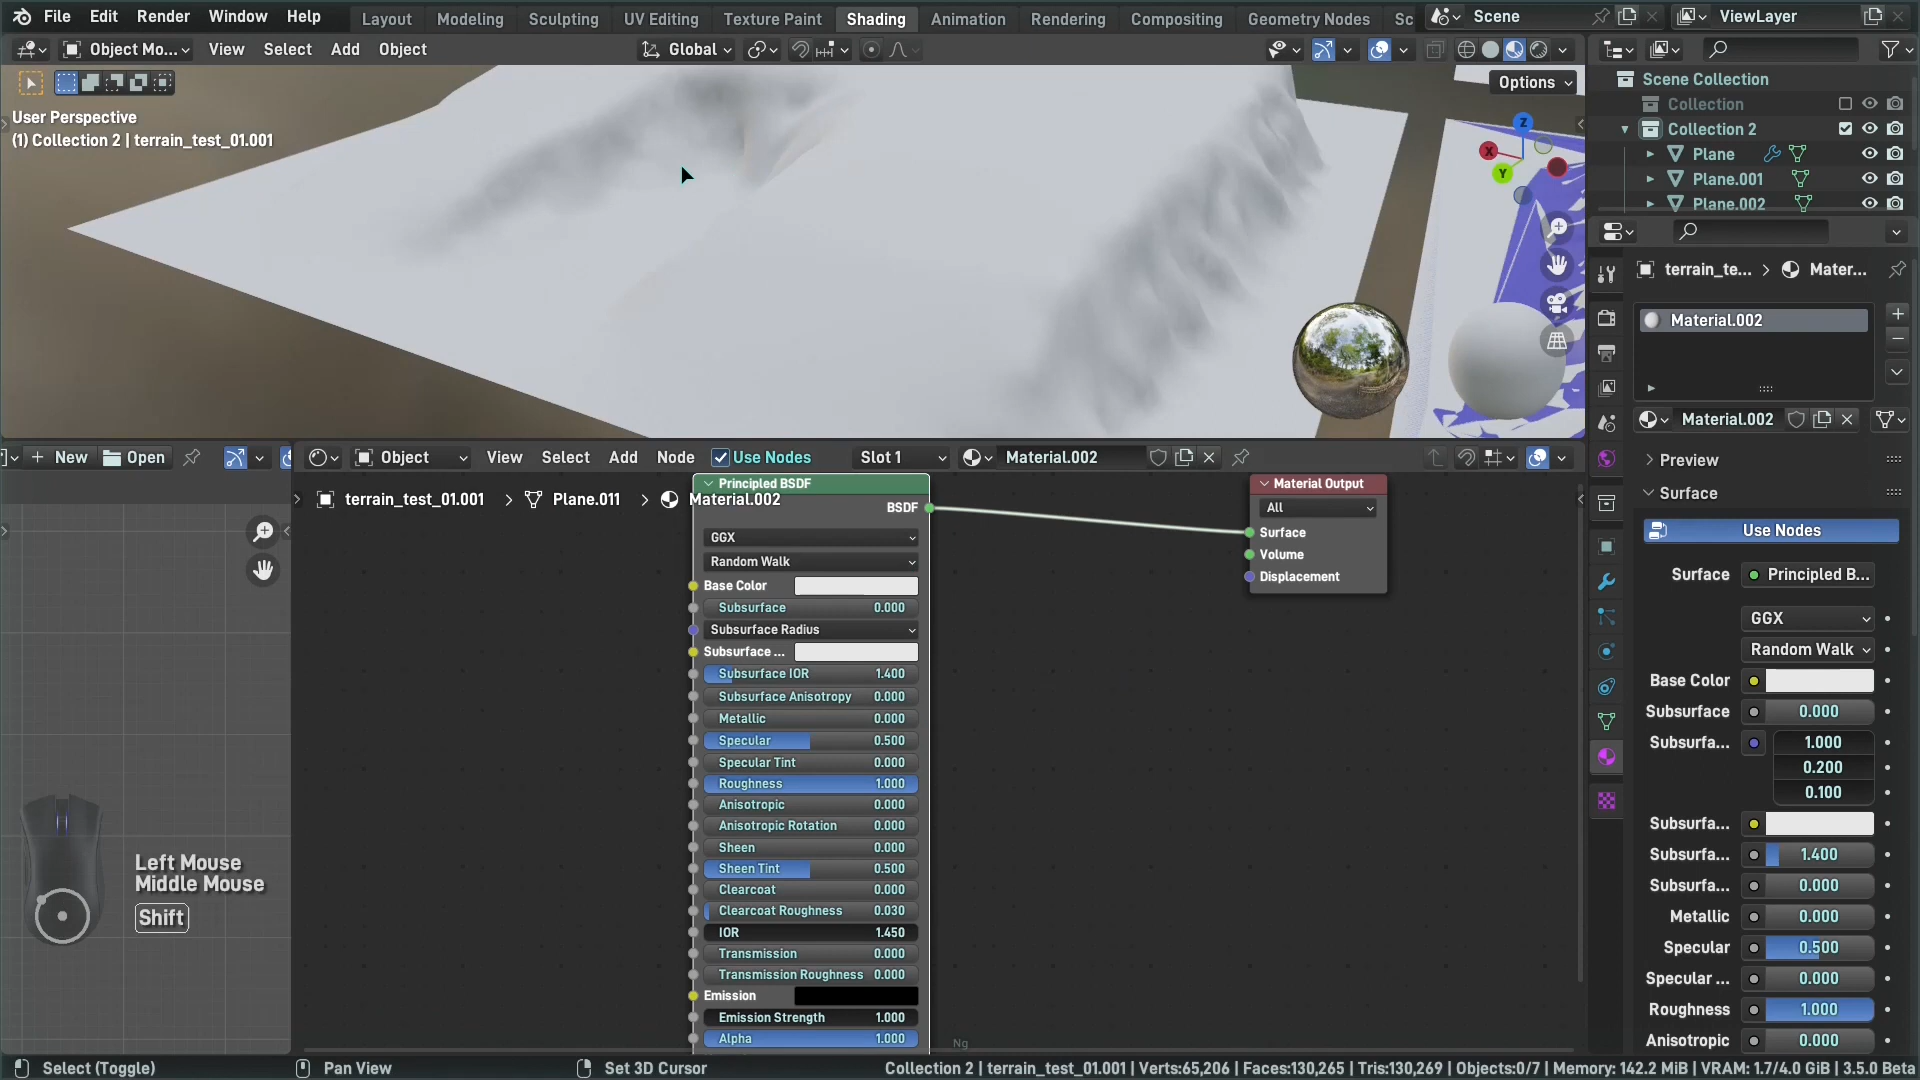 File Edit Render Window Help Layout Modeling Sculpting UV Editing Texture Paint Shading Animation Rendering Compositing Geometry Nodes Sc Scene ViewLayer
Object Mo... View Select Add Object Global
Options
User Perspective
(1) Collection 2 | terrain_test_01.001
Z
X
Y
Scene Collection
Collection
Collection 2
Plane
Plane.001
Plane.002
terrain_te... > Mater...
Material.002
Material.002
Preview
Surface
Use Nodes
Surface Principled B...
GGX
Random Walk
Base Color
Subsurface 0.000
Subsurfa... 1.000
0.200
0.100
Subsurfa...
Subsurfa... 1.400
Subsurfa... 0.000
Metallic 0.000
Specular 0.500
Specular ... 0.000
Roughness 1.000
Anisotropic 0.000
New Open Object View Select Add Node Use Nodes Slot 1 Material.002
terrain_test_01.001 > Plane.011 > Material.002
Principled BSDF
BSDF
GGX
Random Walk
Base Color
Subsurface 0.000
Subsurface Radius
Subsurface ...
Subsurface IOR 1.400
Subsurface Anisotropy 0.000
Metallic 0.000
Specular 0.500
Specular Tint 0.000
Roughness 1.000
Anisotropic 0.000
Anisotropic Rotation 0.000
Sheen 0.000
Sheen Tint 0.500
Clearcoat 0.000
Clearcoat Roughness 0.030
IOR 1.450
Transmission 0.000
Transmission Roughness 0.000
Emission
Emission Strength 1.000
Alpha 1.000
Material Output
All
Surface
Volume
Displacement
Left Mouse
Middle Mouse
Shift
Select (Toggle) Pan View Set 3D Cursor Collection 2 | terrain_test_01.001 | Verts:65,206 | Faces:130,265 | Tris:130,269 | Objects:0/7 | Memory: 142.2 MiB | VRAM: 1.7/4.0 GiB | 3.5.0 Beta